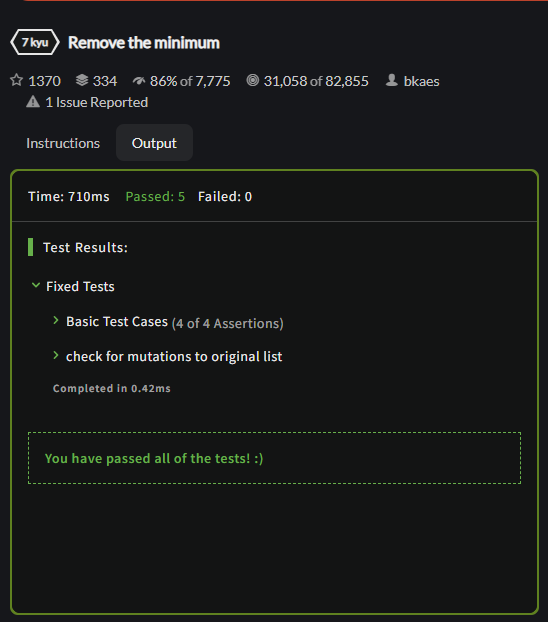 7 kyu Remove the minimum
1370 334 86% of 7,775 31,058 of 82,855 bkaes
1 Issue Reported
Instructions Output
Time: 710ms Passed: 5 Failed: 0
Test Results:
Fixed Tests
Basic Test Cases (4 of 4 Assertions)
check for mutations to original list
Completed in 0.42ms
You have passed all of the tests! :)